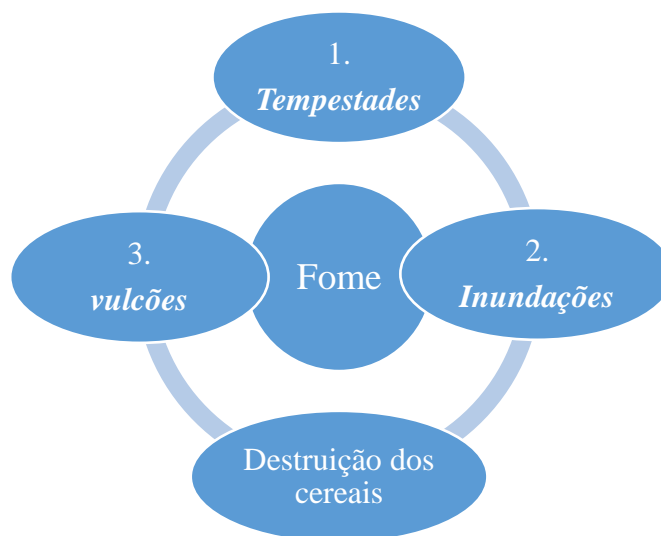 1.
Tempestades
3.
vulcões
Fome
2.
Inundações
Destruição dos
cereais